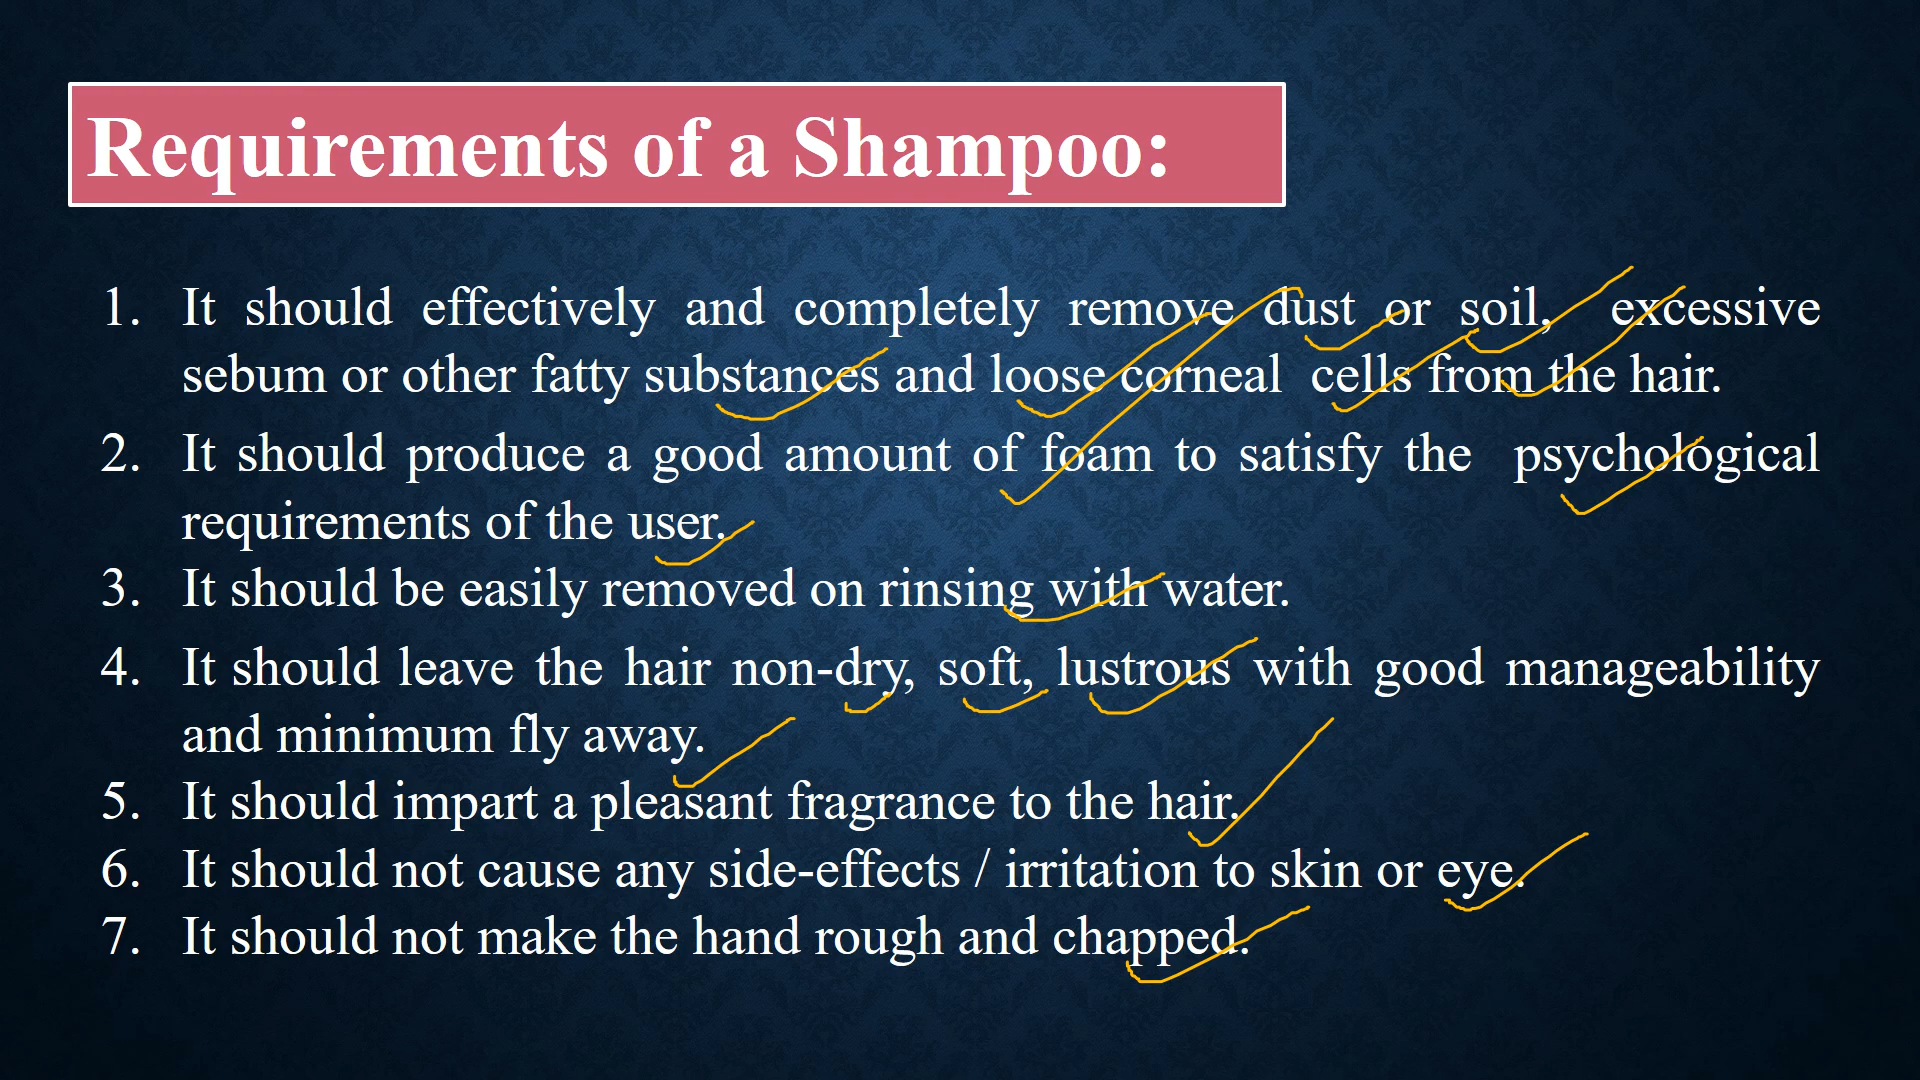 Requirements of a Shampoo:
1. It should effectively and completely remove dust or soil, excessive
sebum or other fatty substances and loose corneal cells from the hair.
2. It should produce a good amount of foam to satisfy the psychological
requirements of the user.
3. It should be easily removed on rinsing with water.
4. It should leave the hair non-dry, soft, lustrous with good manageability
and minimum fly away.
5. It should impart a pleasant fragrance to the hair.
6. It should not cause any side-effects / irritation to skin or eye.
7. It should not make the hand rough and chapped.